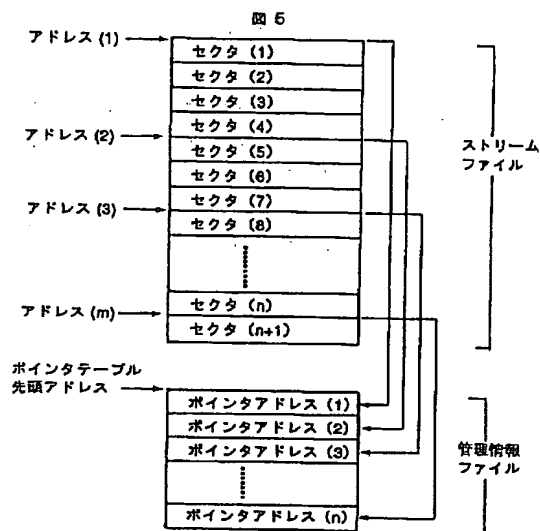 図 5
アドレス (1)
セクタ (1)
セクタ (2)
セクタ (3)
セクタ (4)
アドレス (2)
セクタ (5)
セクタ (6)
セクタ (7)
アドレス (3)
セクタ (8)
ストリーム
ファイル
アドレス (m)
セクタ (n)
セクタ (n+1)
ポインタテーブル
先頭アドレス
ポインタアドレス (1)
ポインタアドレス (2)
ポインタアドレス (3)
ポインタアドレス (n)
管理情報
ファイル